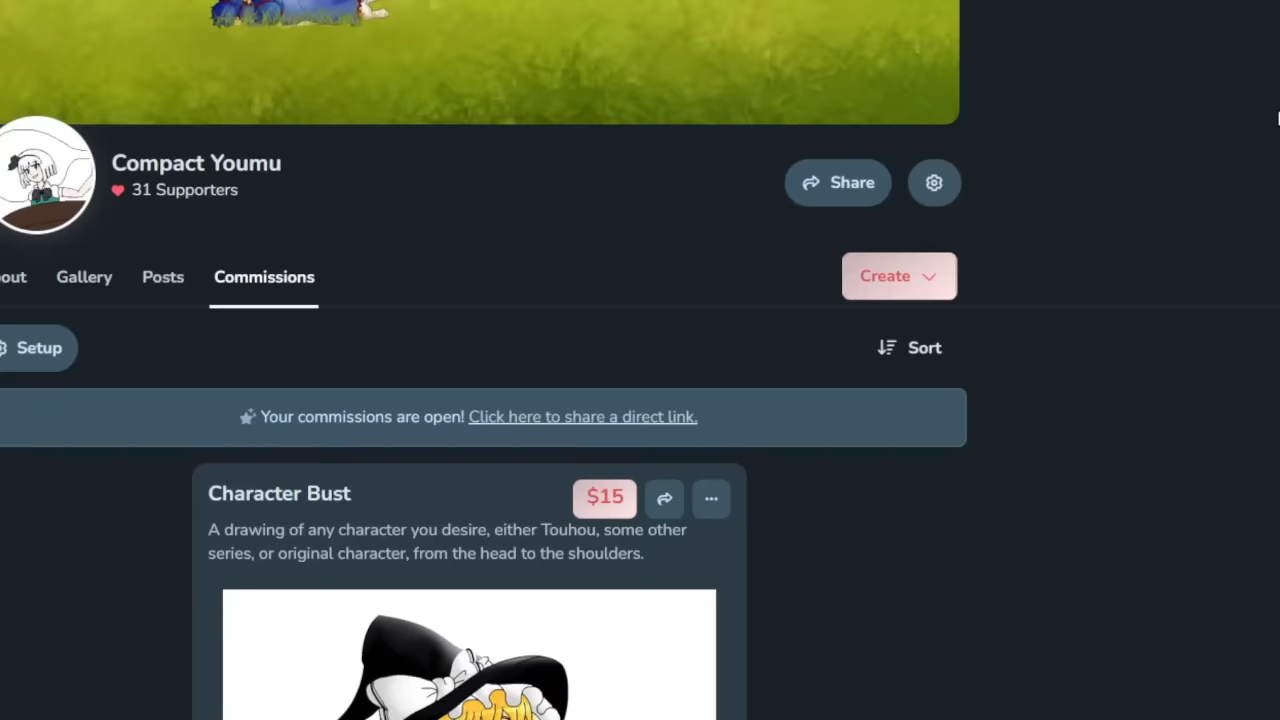 Compact Youmu
31 Supporters
Share
out
Gallery
Posts
Commissions
Create
Setup
Sort
Your commissions are open! Click here to share a direct link.
Character Bust
$15
A drawing of any character you desire, either Touhou, some other
series, or original character, from the head to the shoulders.